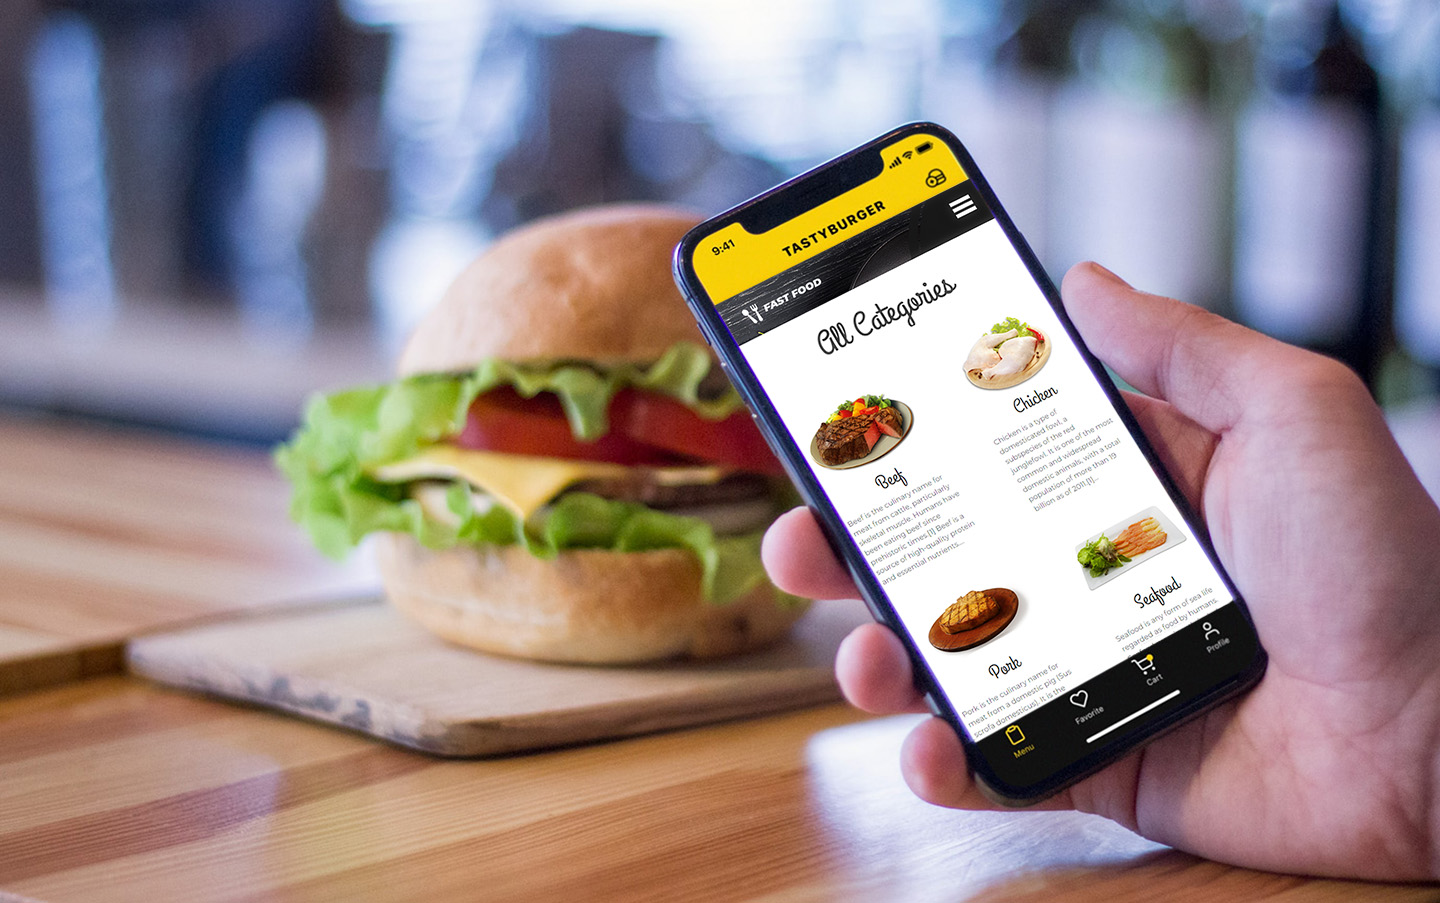 9:41
TASTYBURGER
FAST FOOD
All Categories
Beef
Beef is the culinary name for
meat from cattle, particularly
skeletal muscle. Humans have
been eating beef since
prehistoric times.[1] Beef is a
source of high-quality protein
and essential nutrients...
Chicken
Chicken is a type of
domesticated fowl, a
subspecies of the red
junglefowl. It is one of the most
common and widespread
domestic animals, with a total
population of more than 19
billion as of 2011.[1]...
Pork
Pork is the culinary name for
meat from a domestic pig (Sus
scrofa domesticus). It is the
Seafood
Seafood is any form of sea life
regarded as food by humans.
Menu
Favorite
Cart
Profile